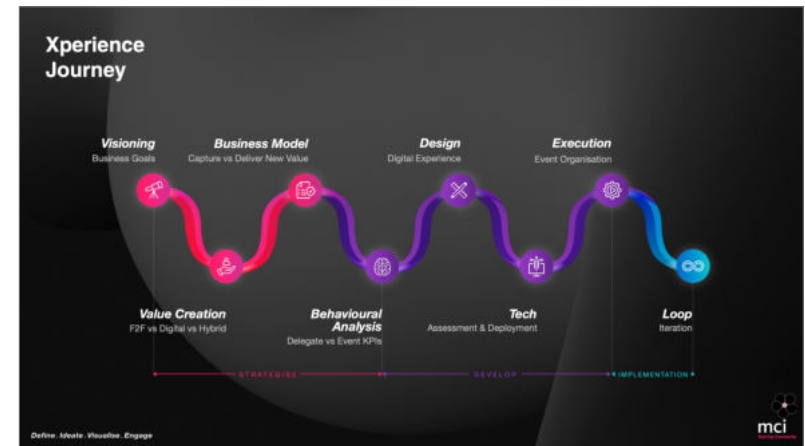 Xperience
Journey
Visioning
Business Goals
Business Model
Capture vs Deliver New Value
Design
Digital Experience
Execution
Event Organisation
Value Creation
F2F vs Digital vs Hybrid
Behavioural
Analysis
Delegate vs Event KPIs
Tech
Assessment & Deployment
Loop
Iteration
STRATEGIES
DEVELOP
IMPLEMENTATION
Define . Ideate . Visualise . Engage
mci